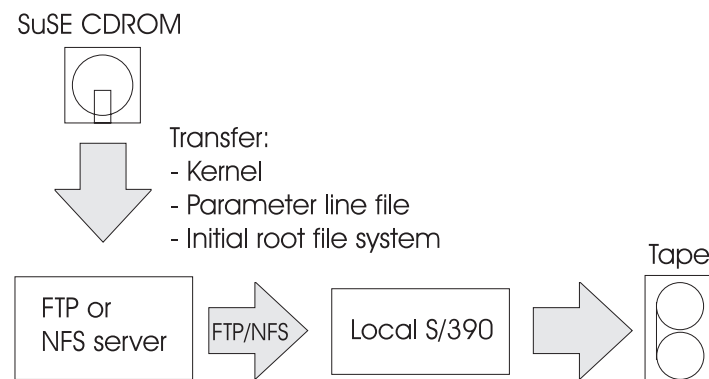 SuSE CDROM
Transfer:
- Kernel
- Parameter line file
- Initial root file system
Tape
FTP or
NFS server
FTP/NFS
Local S/390